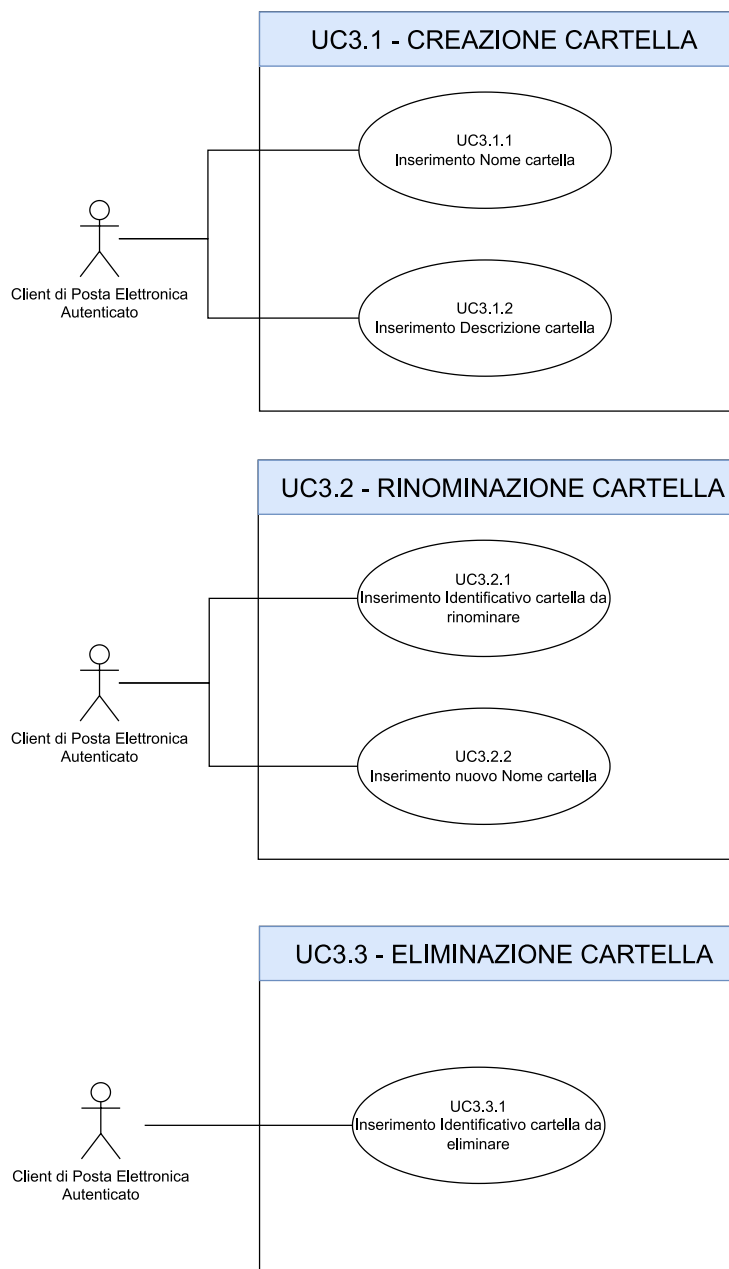 UC3.1 - CREAZIONE CARTELLA
UC3.1.1
Inserimento Nome cartella
Client di Posta Elettronica
Autenticato
UC3.1.2
Inserimento Descrizione cartella
UC3.2 - RINOMINAZIONE CARTELLA
UC3.2.1
Inserimento Identificativo cartella da
rinominare
Client di Posta Elettronica
Autenticato
UC3.2.2
Inserimento nuovo Nome cartella
UC3.3 - ELIMINAZIONE CARTELLA
UC3.3.1
Inserimento Identificativo cartella da
eliminare
Client di Posta Elettronica
Autenticato